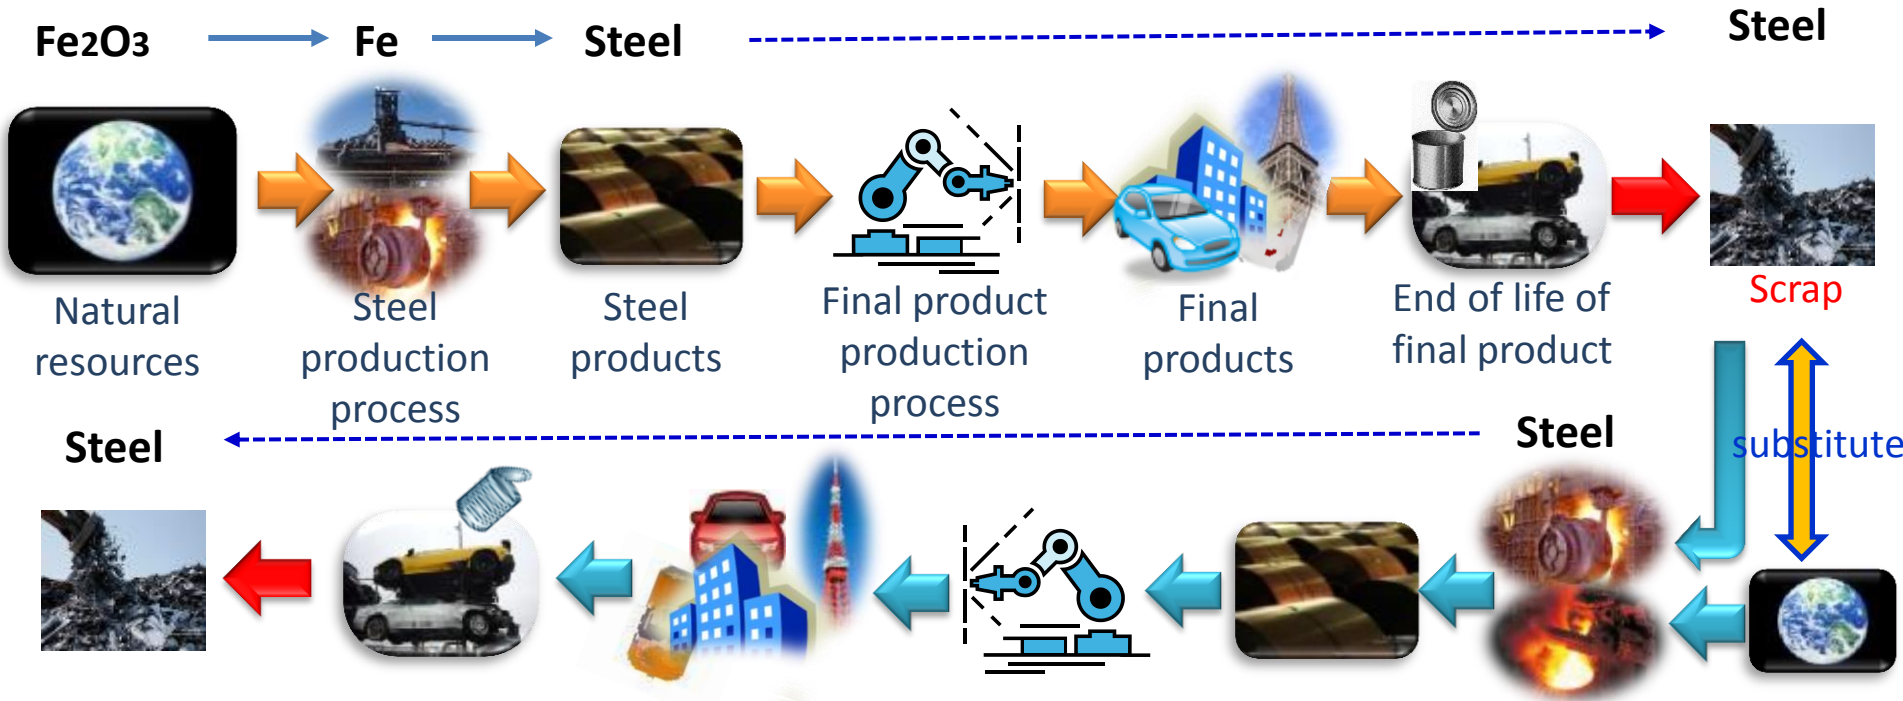 Fe2O3
Fe
Steel
Steel
Natural
resources
Steel
production
process
Steel
products
Final product
production
process
Final
products
End of life of
final product
Scrap
substitute
Steel
Steel